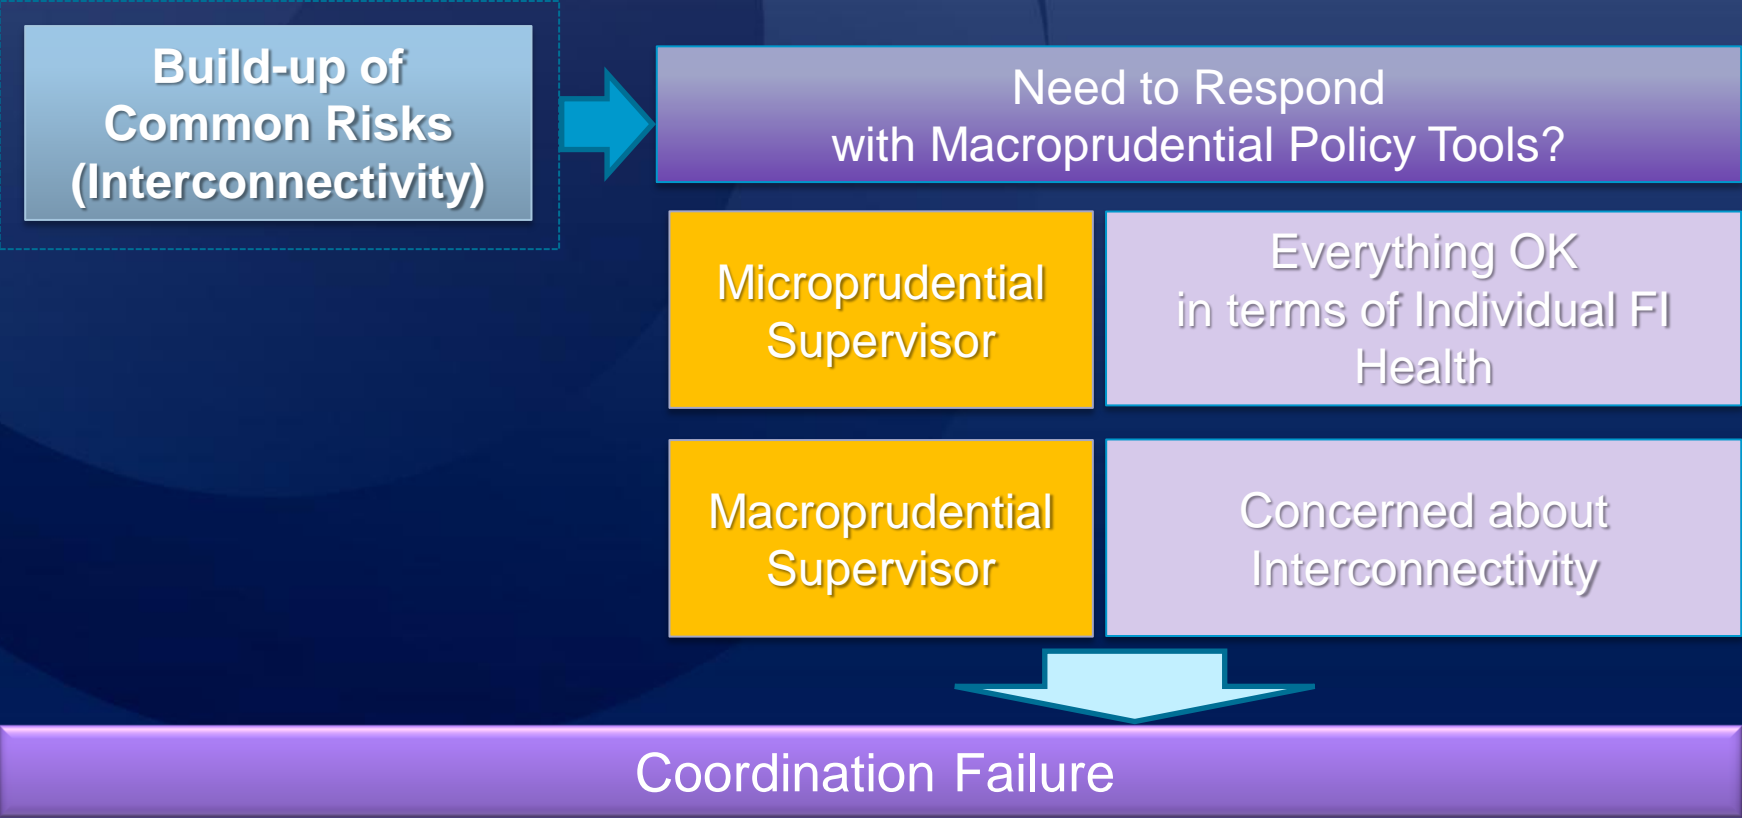 Build-up of
Common Risks
(Interconnectivity)
Need to Respond
with Macroprudential Policy Tools?
Microprudential
Supervisor
Everything OK
in terms of Individual FI
Health
Macroprudential
Supervisor
Concerned about
Interconnectivity
Coordination Failure